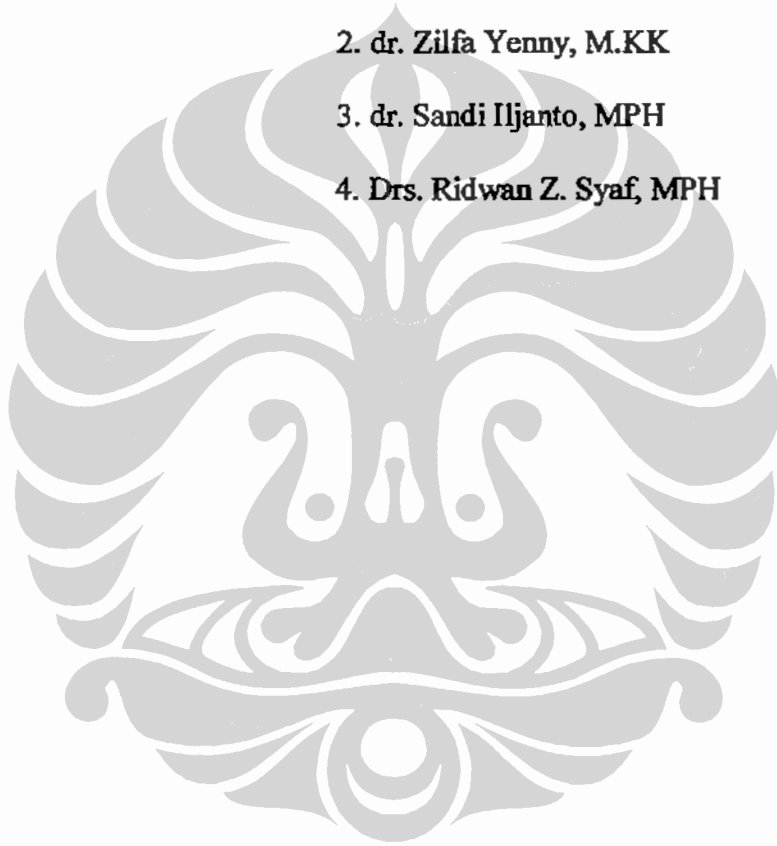 2. dr. Zilfa Yenny, M.KK
3. dr. Sandi Iljanto, MPH
4. Drs. Ridwan Z. Syaf, MPH